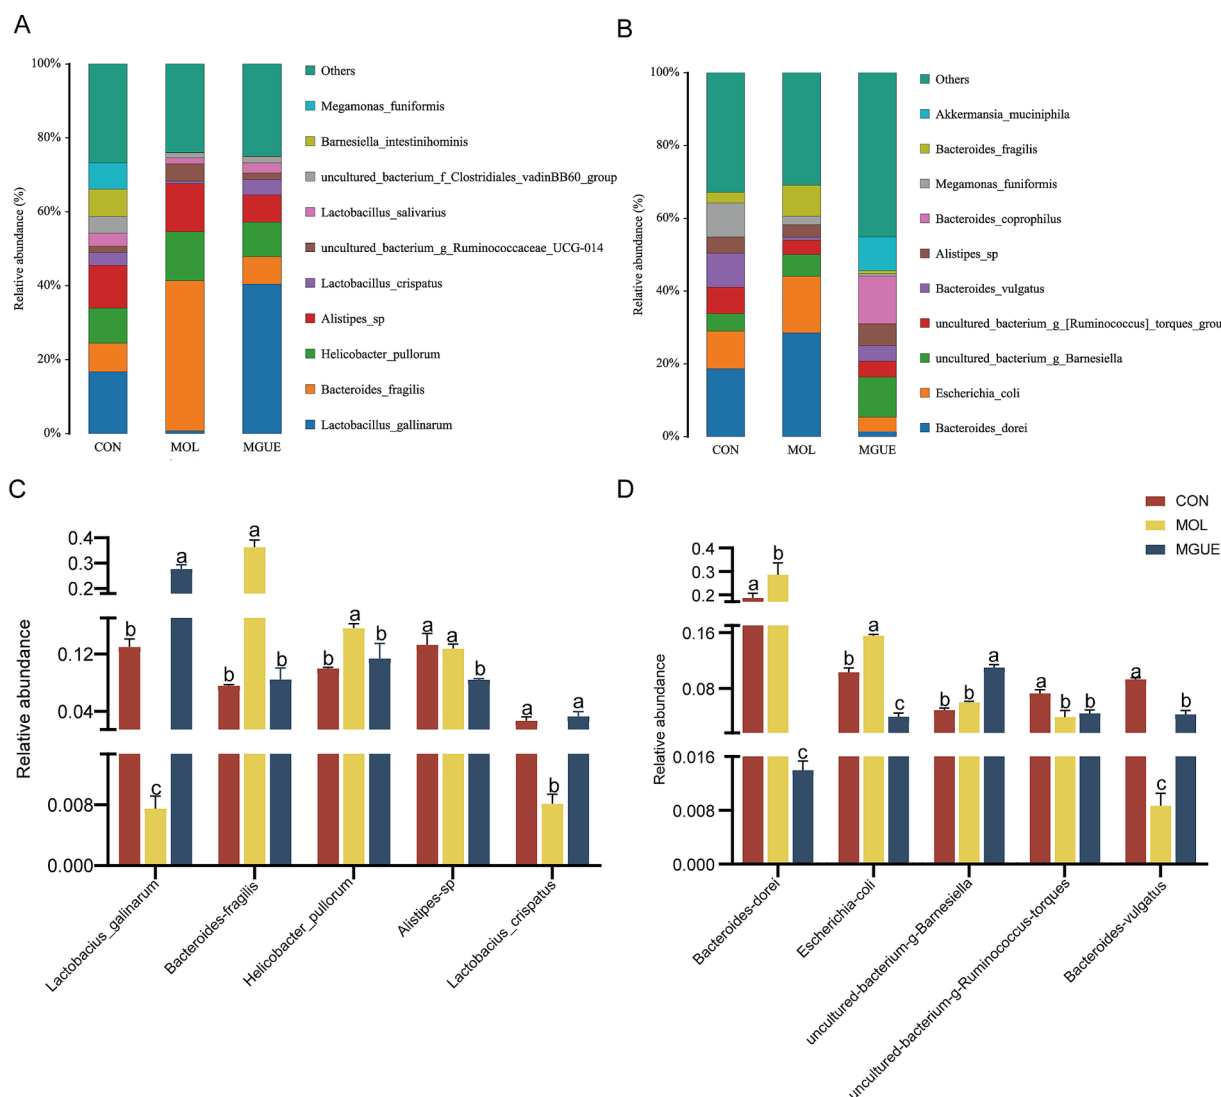 A
100%
80%
60%
40%
20%
0%
Relative abundance (%)
CON
MOL
MGUE
Others
Megamonas_funiformis
Barnesiella_intestinihominis
uncultured_bacterium_f_Clostridiales_vadinBB60_group
Lactobacillus_salivarius
uncultured_bacterium_g_Ruminococcaceae_UCG-014
Lactobacillus_crispatus
Alistipes_sp
Helicobacter_pullorum
Bacteroides_fragilis
Lactobacillus_gallinarum
B
100%
80%
60%
40%
20%
0%
Relative abundance (%)
CON
MOL
MGUE
Others
Akkermansia_muciniphila
Bacteroides_fragilis
Megamonas_funiformis
Bacteroides_coprophilus
Alistipes_sp
Bacteroides_vulgatus
uncultured_bacterium_g_[Ruminococcus]_torques_grou
uncultured_bacterium_g_Barnesiella
Escherichia_coli
Bacteroides_dorei
C
0.4
0.3
0.2
0.12
0.04
0.008
0.000
Relative abundance
b
c
a
b
a
b
b
a
b
a
a
b
a
b
a
Lactobacius_galinarum
Bacteroides-fragilis
Helicobacter_pullorum
Alistipes-sp
Lactobacius_crispatus
D
CON
MOL
MGUE
0.4
0.3
0.2
0.16
0.08
0.016
0.008
0.000
Relative abundance
a
b
c
b
a
c
b
b
a
a
b
b
a
c
b
Bacteroides-dorei
Escherichia-coli
uncultured-bacterium-g-Barnesiella
uncultured-bacterium-g-Ruminococcus-torques
Bacteroides-vulgatus